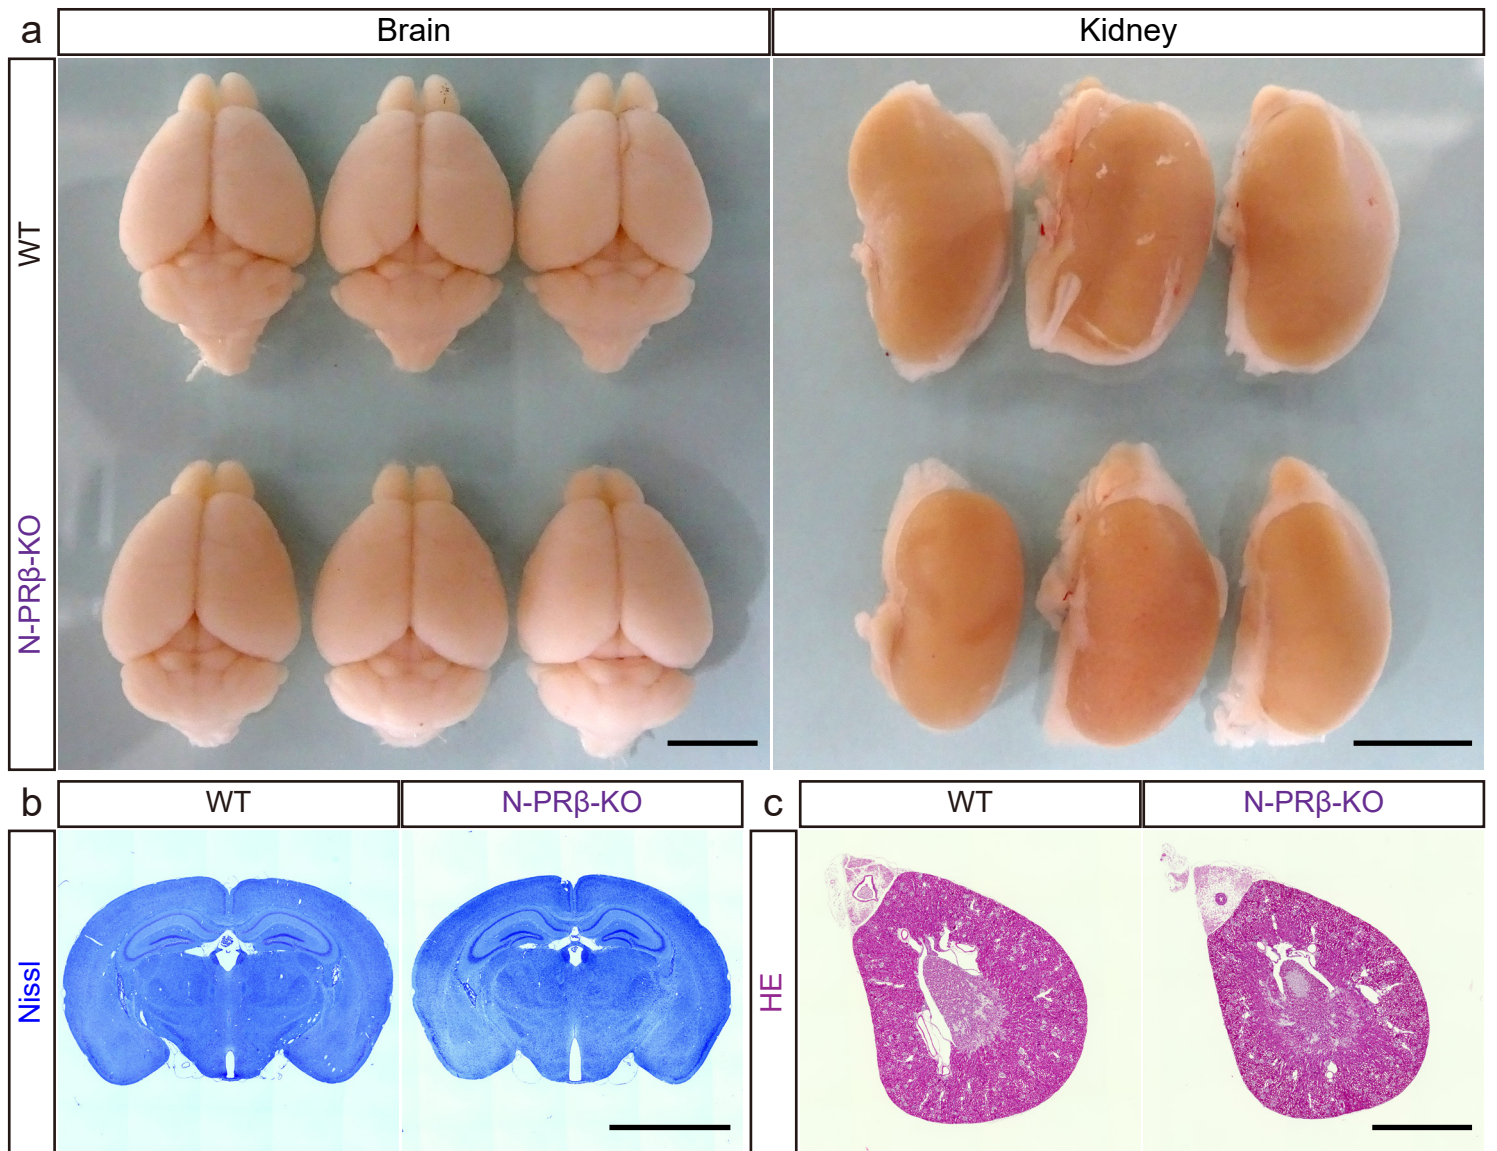 a
Brain
Kidney
WT
N-PRβ-KO
b
WT
N-PRβ-KO
Nissl
c
WT
N-PRβ-KO
HE